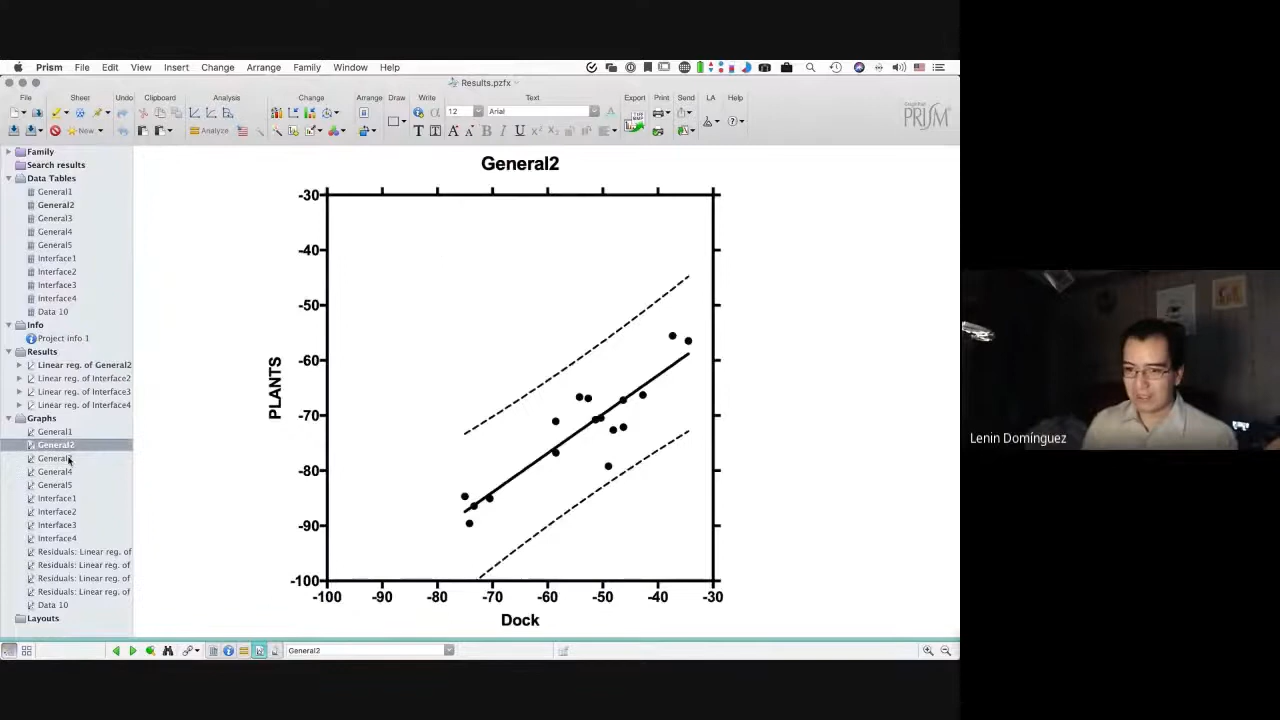 Prism File Edit View Insert Change Arrange Family Window Help
Results.pzfx
File Sheet Undo Clipboard Analysis Change Arrange Draw Write Text Export Print Send LA Help
New
Analyze
12 Arial
PRISM
Family
Search results
Data Tables
General1
General2
General3
General4
General5
Interface1
Interface2
Interface3
Interface4
Data 10
Info
Project info 1
Results
Linear reg. of General2
Linear reg. of Interface2
Linear reg. of Interface3
Linear reg. of Interface4
Graphs
General1
General2
General
General4
General5
Interface1
Interface2
Interface3
Interface4
Residuals: Linear reg. of
Residuals: Linear reg. of
Residuals: Linear reg. of
Residuals: Linear reg. of
Data 10
Layouts
General2
-30
-40
-50
-60
-70
-80
-90
-100
PLANTS
-100 -90 -80 -70 -60 -50 -40 -30
Dock
General2
Lenin Domínguez